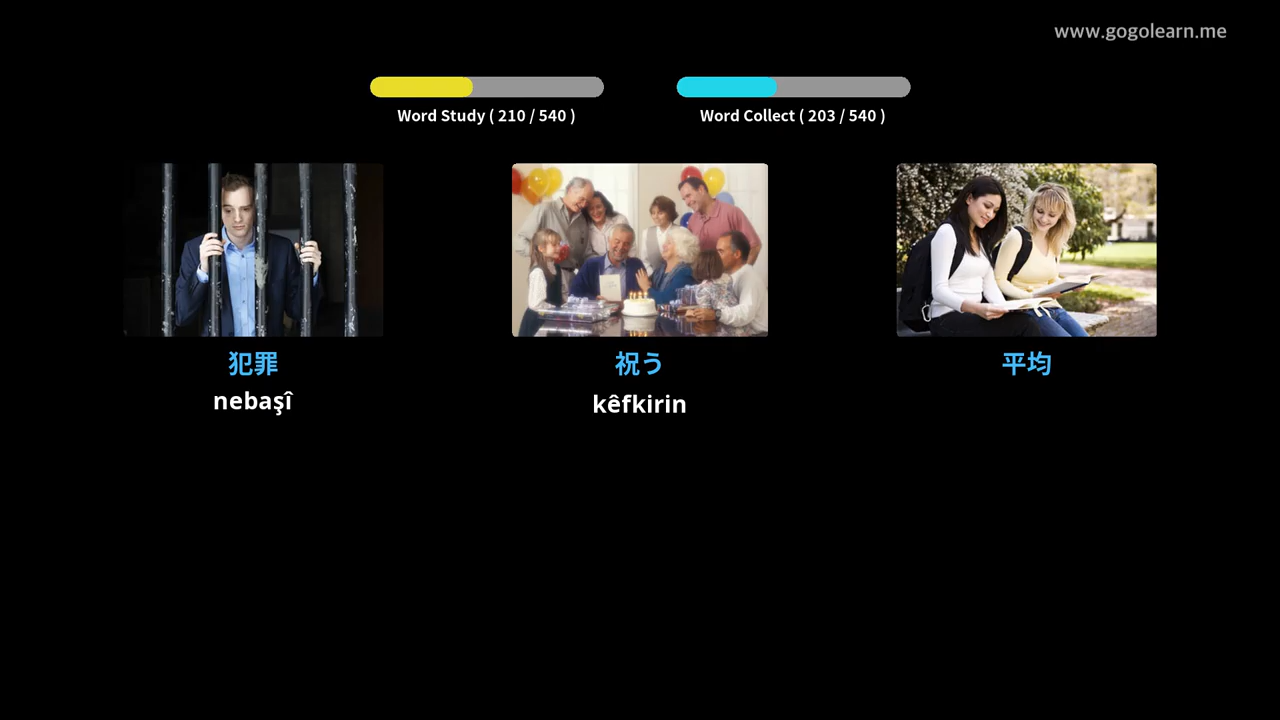 www.gogolearn.me
Word Study ( 210 / 540 )
Word Collect ( 203 / 540 )
犯罪
祝う
平均
nebaşî
kêfkirin